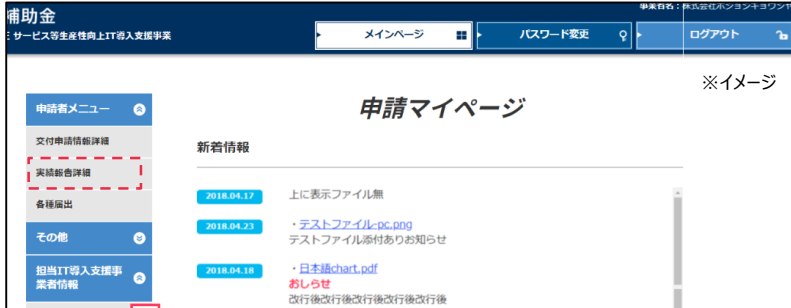 事業者名：株式会社ホンヨンキョウシヤ
補助金
サービス等生産性向上IT導入支援事業
メインページ
パスワード変更
ログアウト
※イメージ
申請者メニュー
交付申請情報詳細
実績報告詳細
各種届出
その他
担当IT導入支援事
業者情報
申請マイページ
新着情報
2018.04.17 上に表示ファイル無
2018.04.23 ・テストファイル-pc.png
テストファイル添付ありお知らせ
2018.04.18 ・日本語chart.pdf
おしらせ
改行後改行後改行後改行後改行後